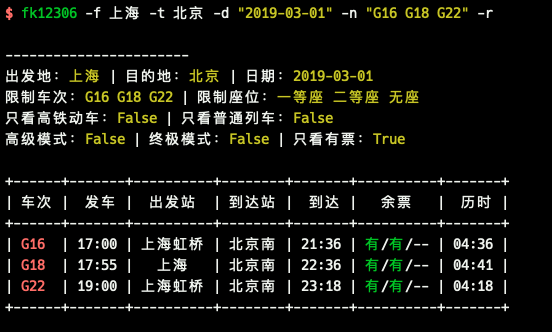 $ fk12306 -f 上海 -t 北京 -d "2019-03-01" -n "G16 G18 G22" -r
-----------------------
出发地: 上海 | 目的地: 北京 | 日期: 2019-03-01
限制车次: G16 G18 G22 | 限制座位: 一等座 二等座 无座
只看高铁动车: False | 只看普通列车: False
高级模式: False | 终极模式: False | 只看有票: True
+------+-------+----------+--------+-------+----------+-------+
| 车次 | 发车 | 出发站 | 到达站 | 到达 | 余票 | 历时 |
+------+-------+----------+--------+-------+----------+-------+
| G16 | 17:00 | 上海虹桥 | 北京南 | 21:36 | 有/有/-- | 04:36 |
| G18 | 17:55 | 上海 | 北京南 | 22:36 | 有/有/-- | 04:41 |
| G22 | 19:00 | 上海虹桥 | 北京南 | 23:18 | 有/有/-- | 04:18 |
+------+-------+----------+--------+-------+----------+-------+